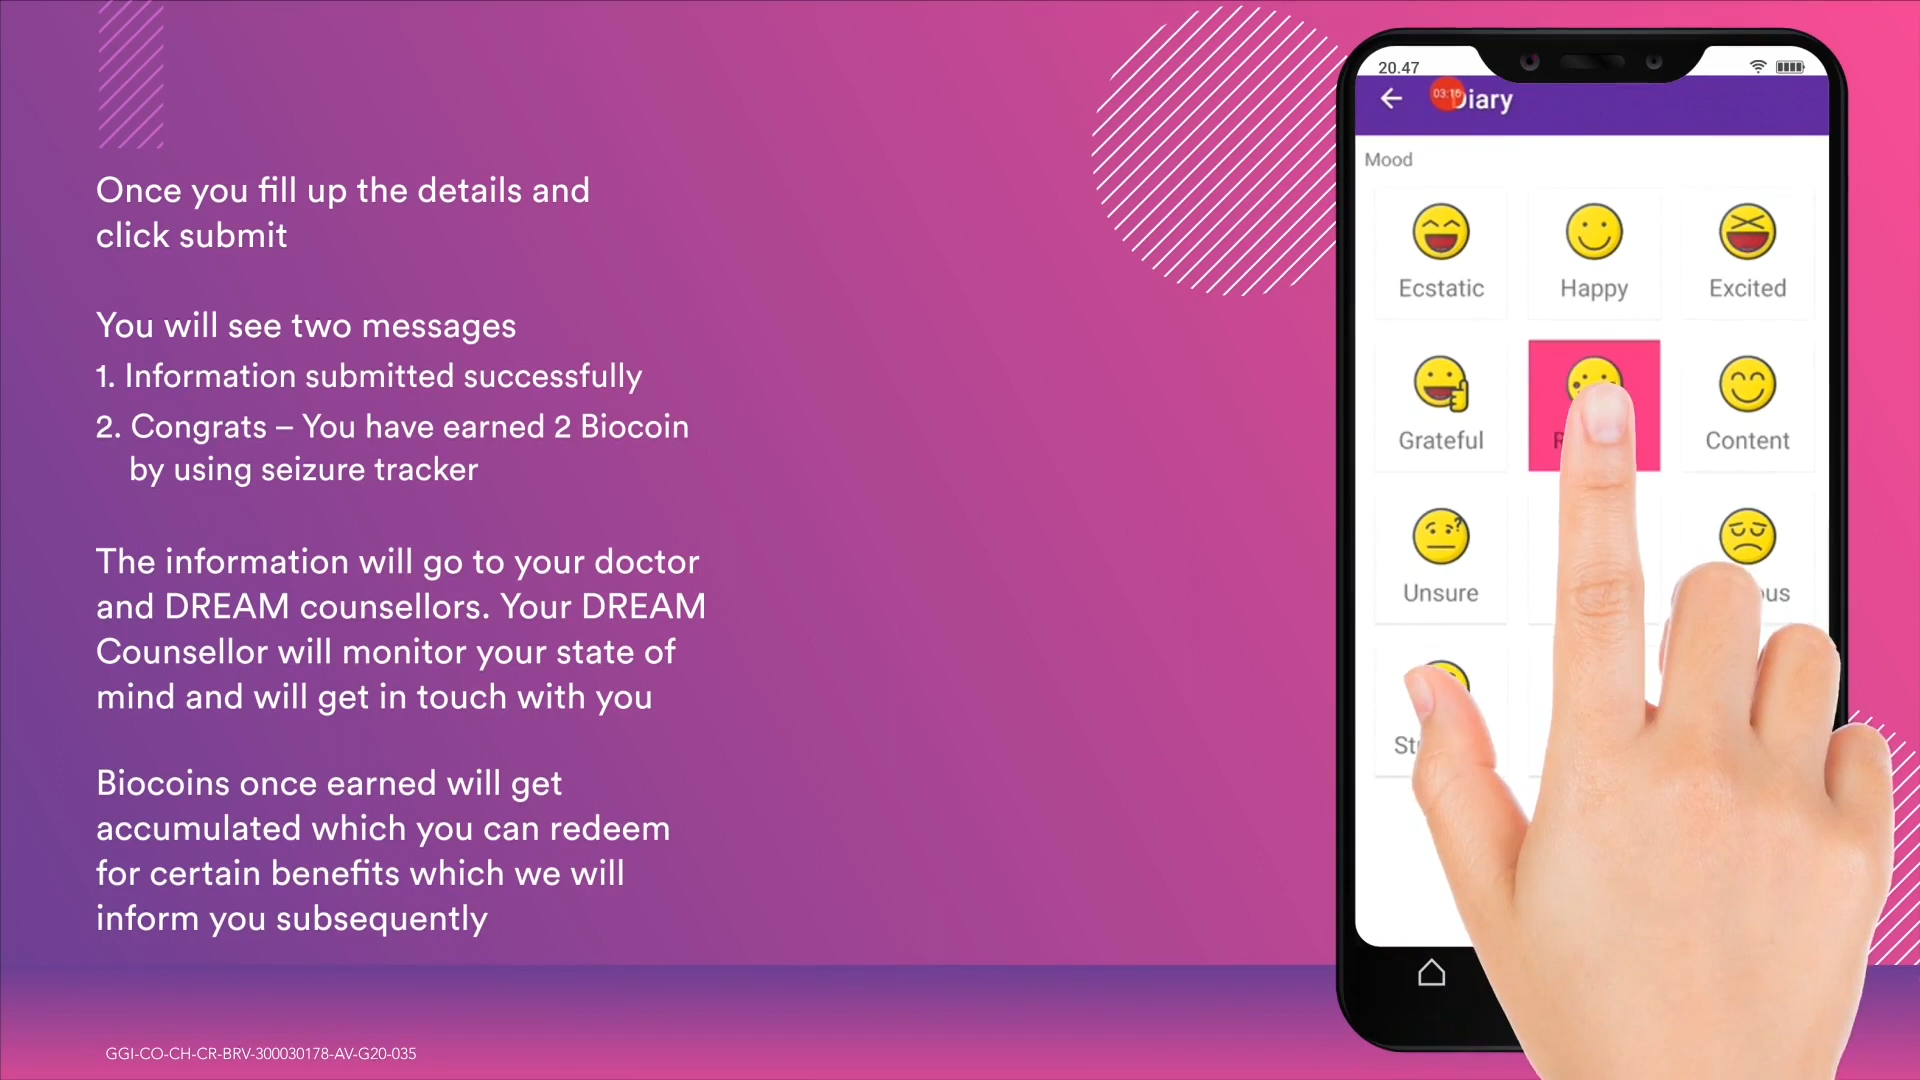 Once you fill up the details and
click submit
You will see two messages
1. Information submitted successfully
2. Congrats – You have earned 2 Biocoin
by using seizure tracker
The information will go to your doctor
and DREAM counsellors. Your DREAM
Counsellor will monitor your state of
mind and will get in touch with you
Biocoins once earned will get
accumulated which you can redeem
for certain benefits which we will
inform you subsequently
GGI-CO-CH-CR-BRV-300030178-AV-G20-035
20.47
03:16 Diary
Mood
Ecstatic Happy Excited
Grateful Content
Unsure